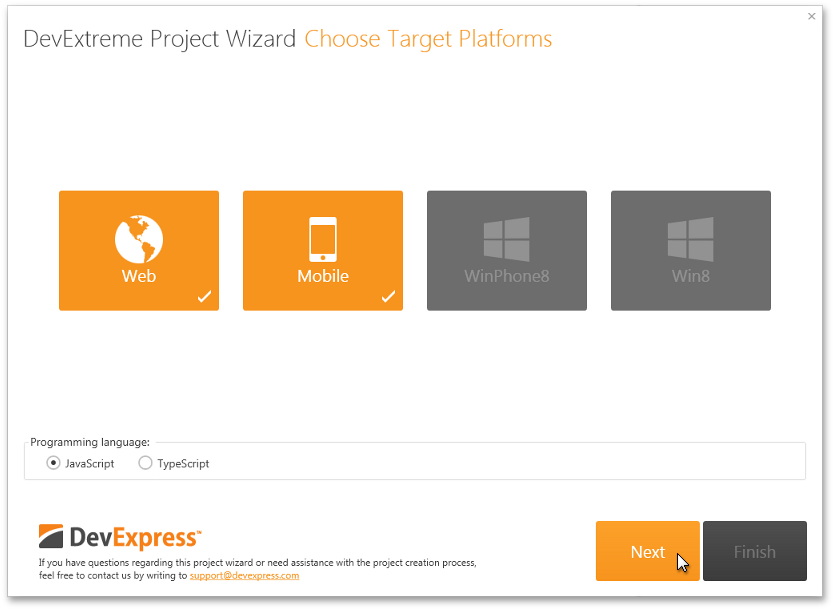 DevExtreme Project Wizard Choose Target Platforms
Web
Mobile
WinPhone8
Win8
Programming language:
JavaScript TypeScript
DevExpress™
If you have questions regarding this project wizard or need assistance with the project creation process,
feel free to contact us by writing to support@devexpress.com
Next
Finish